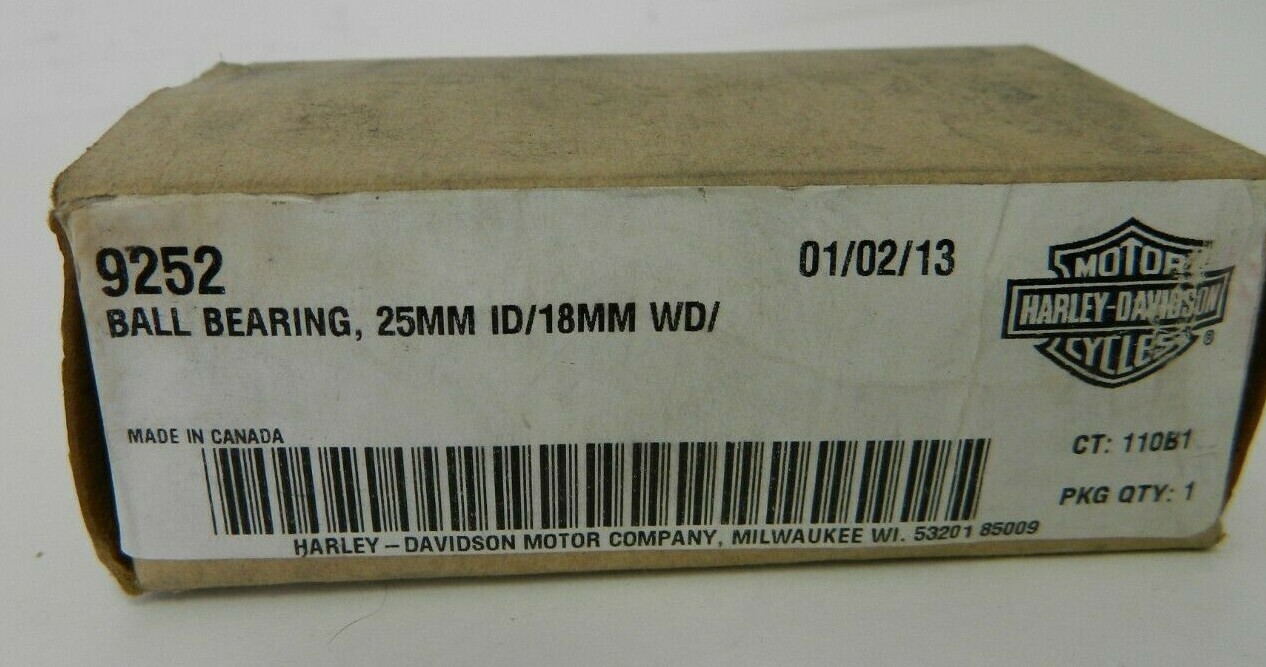 9252
01/02/13
BALL BEARING, 25MM ID/18MM WD/
MOTOR
HARLEY-DAVIDSON
CYCLES
®
MADE IN CANADA
CT: 110B1
PKG QTY: 1
HARLEY-DAVIDSON MOTOR COMPANY, MILWAUKEE WI. 53201 85009